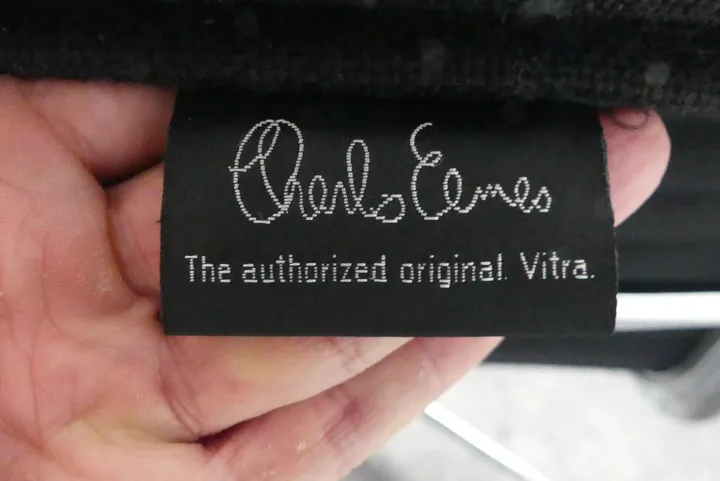 Charles Eames
The authorized original. Vitra.